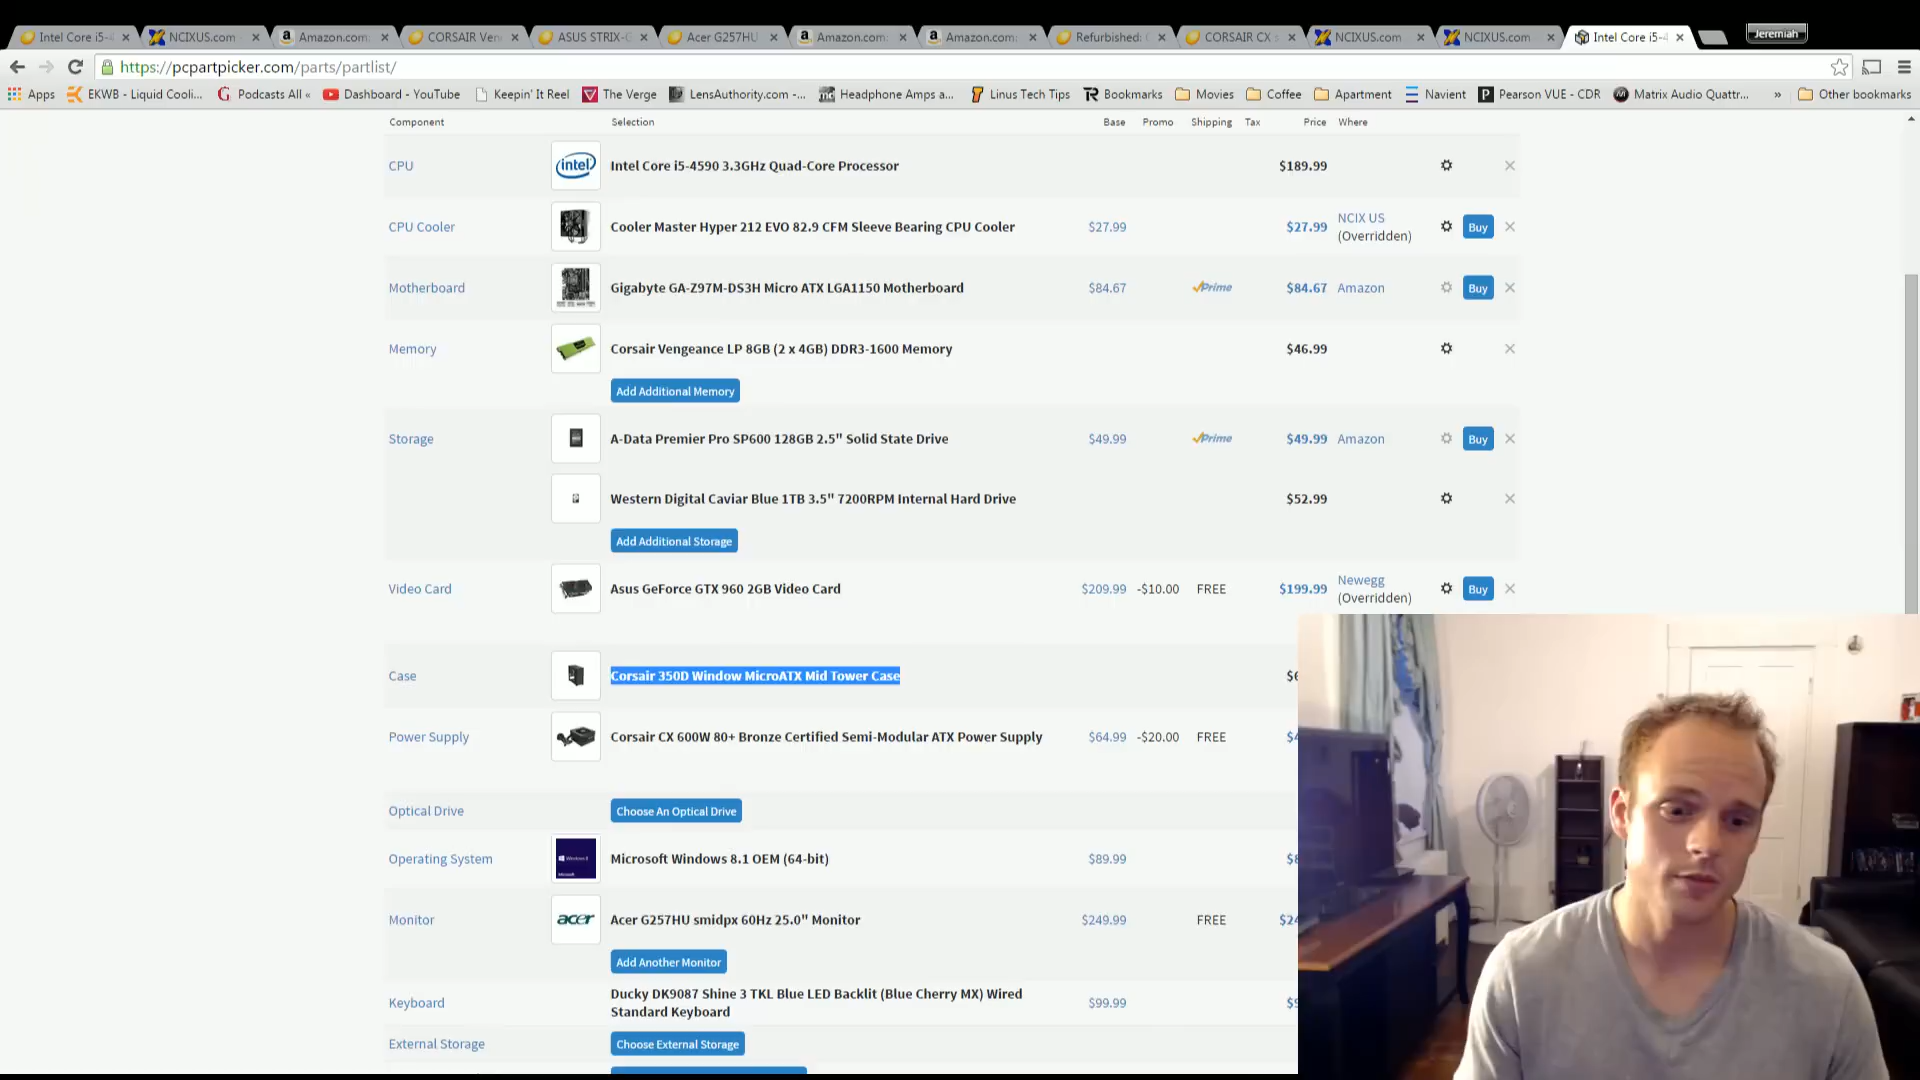 Intel Core i5-4
NCIXUS.com
Amazon.com:
CORSAIR Ven
ASUS STRIX-G
Acer G257HU
Amazon.com:
Amazon.com:
Refurbished:
CORSAIR CX s
NCIXUS.com
NCIXUS.com
Intel Core i5-4
Jeremiah
https://pcpartpicker.com/parts/partlist/
Apps EKWB - Liquid Cooli... Podcasts All « Dashboard - YouTube Keepin' It Reel The Verge LensAuthority.com -... Headphone Amps a... Linus Tech Tips Bookmarks Movies Coffee Apartment Navient Pearson VUE - CDR Matrix Audio Quattr... » Other bookmarks
Component Selection Base Promo Shipping Tax Price Where
CPU intel Intel Core i5-4590 3.3GHz Quad-Core Processor $189.99
CPU Cooler Cooler Master Hyper 212 EVO 82.9 CFM Sleeve Bearing CPU Cooler $27.99 $27.99 NCIX US
(Overridden) Buy
Motherboard Gigabyte GA-Z97M-DS3H Micro ATX LGA1150 Motherboard $84.67 Prime $84.67 Amazon Buy
Memory Corsair Vengeance LP 8GB (2 x 4GB) DDR3-1600 Memory $46.99
Add Additional Memory
Storage A-Data Premier Pro SP600 128GB 2.5" Solid State Drive $49.99 Prime $49.99 Amazon Buy
Western Digital Caviar Blue 1TB 3.5" 7200RPM Internal Hard Drive $52.99
Add Additional Storage
Video Card Asus GeForce GTX 960 2GB Video Card $209.99 -$10.00 FREE $199.99 Newegg
(Overridden) Buy
Case Corsair 350D Window MicroATX Mid Tower Case $6
Power Supply Corsair CX 600W 80+ Bronze Certified Semi-Modular ATX Power Supply $64.99 -$20.00 FREE $4
Optical Drive Choose An Optical Drive
Operating System Microsoft Windows 8.1 OEM (64-bit) $89.99 $8
Monitor acer Acer G257HU smidpx 60Hz 25.0" Monitor $249.99 FREE $24
Add Another Monitor
Keyboard Ducky DK9087 Shine 3 TKL Blue LED Backlit (Blue Cherry MX) Wired
Standard Keyboard $99.99 $9
External Storage Choose External Storage